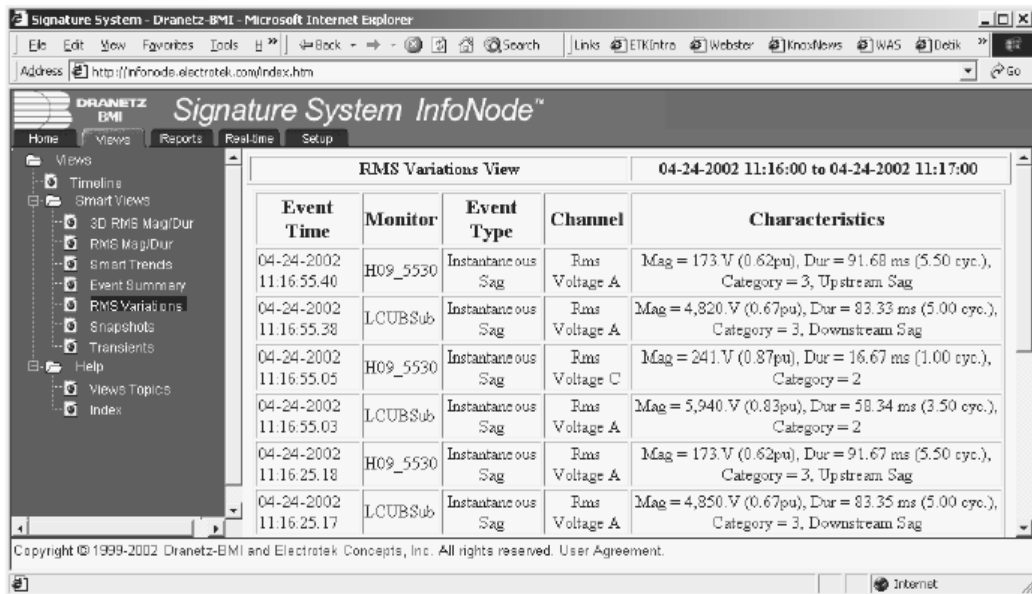 Signature System - Dranetz-BMI - Microsoft Internet Explorer
File Edit View Favorites Tools H » Back Search Links ETKIntra Webster KnoxNews WAS Detik »
Address http://infonode.electrotek.com/index.htm Go
DRANETZ BMI
Signature System InfoNode™
Home Views Reports Real-time Setup
Views
Timeline
Smart Views
3D RMS Mag/Dur
RMS Mag/Dur
Smart Trends
Event Summary
RMS Variations
Snapshots
Transients
Help
Views Topics
Index
RMS Variations View 04-24-2002 11:16:00 to 04-24-2002 11:17:00
Event Time Monitor Event Type Channel Characteristics
04-24-2002 11:16:55.40 H09_5530 Instantaneous Sag Rms Voltage A Mag = 173.V (0.62pu), Dur = 91.68 ms (5.50 cyc.), Category = 3, Upstream Sag
04-24-2002 11:16:55.38 LCUBSub Instantaneous Sag Rms Voltage A Mag = 4,820.V (0.67pu), Dur = 83.33 ms (5.00 cyc.), Category = 3, Downstream Sag
04-24-2002 11:16:55.05 H09_5530 Instantaneous Sag Rms Voltage C Mag = 241.V (0.87pu), Dur = 16.67 ms (1.00 cyc.), Category = 2
04-24-2002 11:16:55.03 LCUBSub Instantaneous Sag Rms Voltage A Mag = 5,940.V (0.83pu), Dur = 58.34 ms (3.50 cyc.), Category = 2
04-24-2002 11:16:25.18 H09_5530 Instantaneous Sag Rms Voltage A Mag = 173.V (0.62pu), Dur = 91.67 ms (5.50 cyc.), Category = 3, Upstream Sag
04-24-2002 11:16:25.17 LCUBSub Instantaneous Sag Rms Voltage A Mag = 4,850.V (0.67pu), Dur = 83.35 ms (5.00 cyc.), Category = 3, Downstream Sag
Copyright © 1999-2002 Dranetz-BMI and Electrotek Concepts, Inc. All rights reserved. User Agreement.
Internet